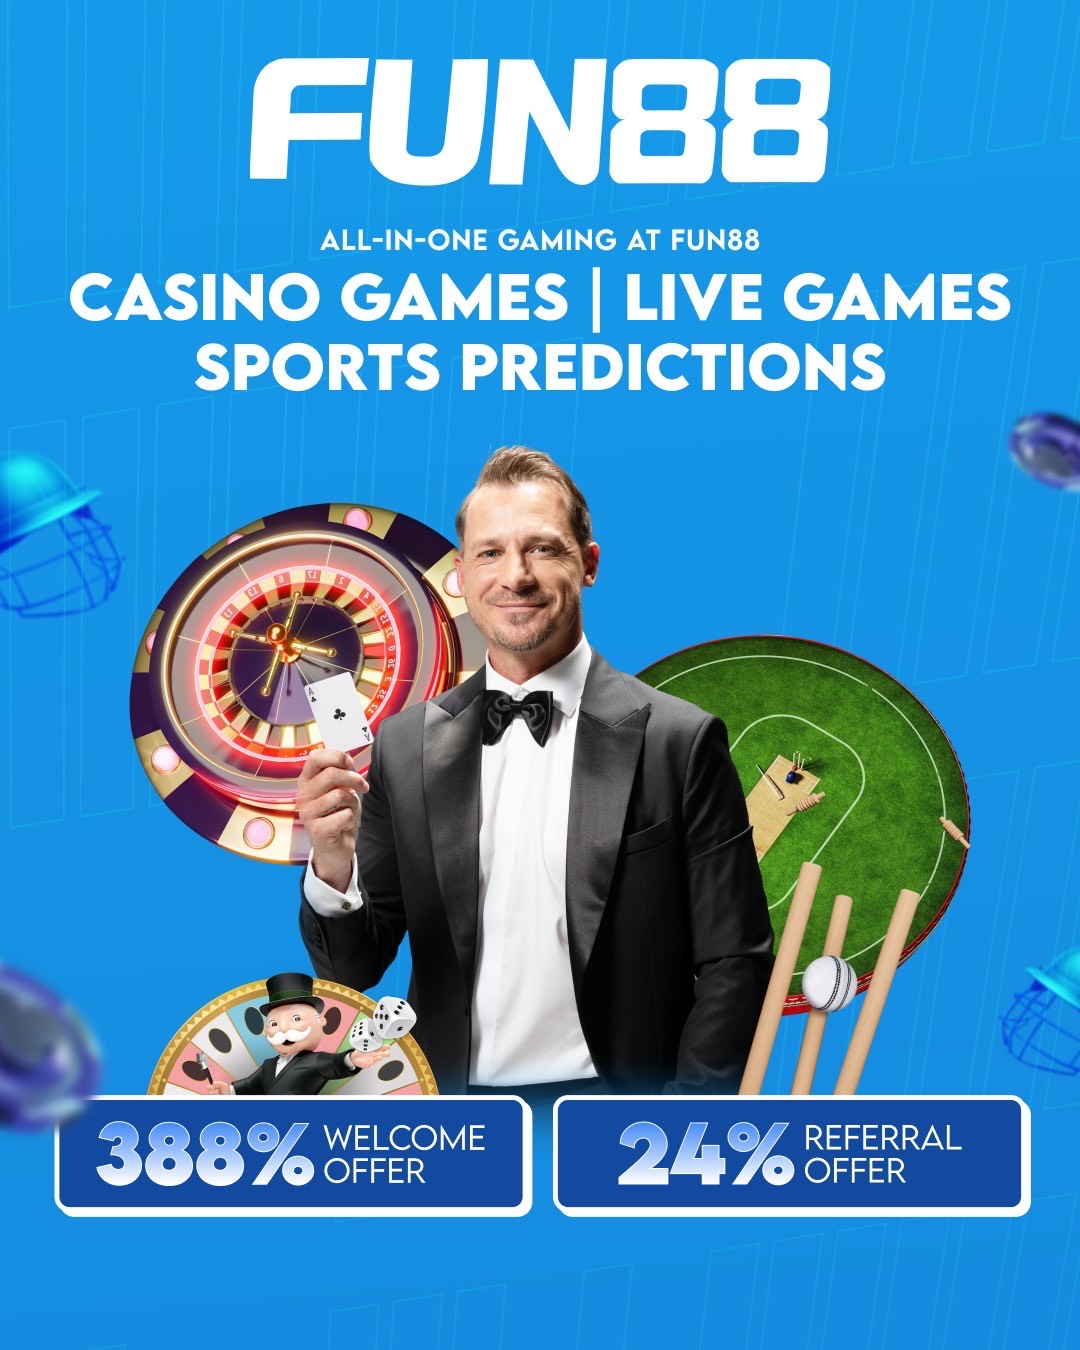 FUN88
ALL-IN-ONE GAMING AT FUN88
CASINO GAMES | LIVE GAMES
SPORTS PREDICTIONS
A
A
388% WELCOME OFFER
24% REFERRAL OFFER